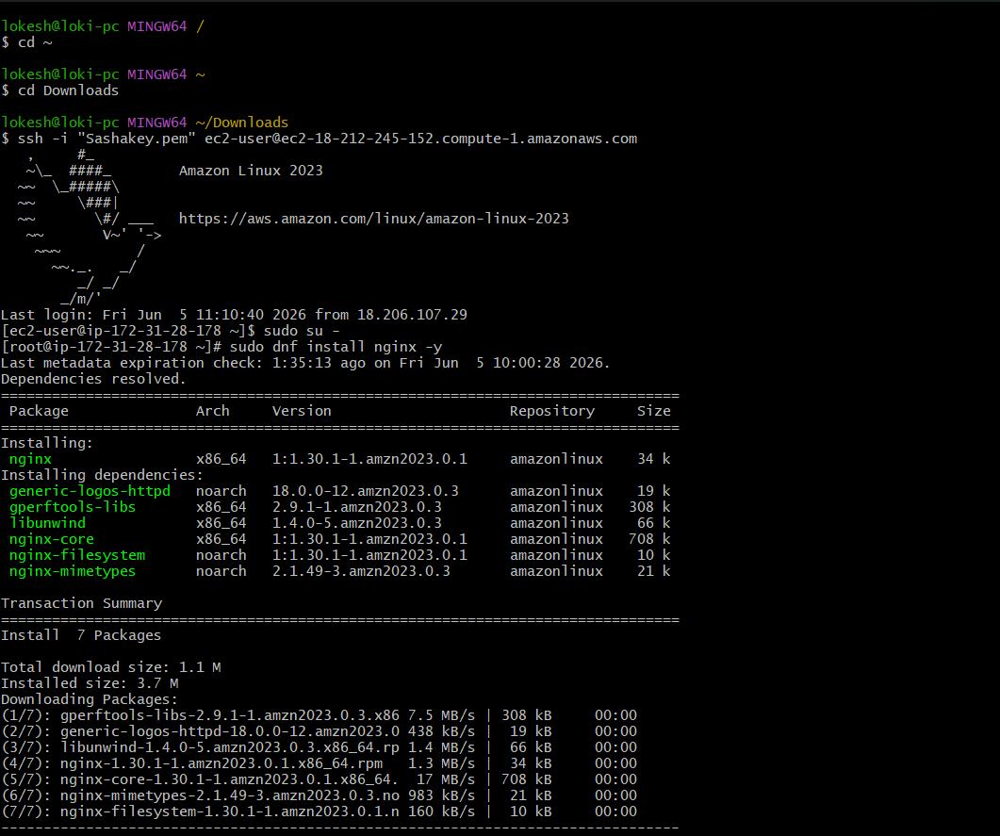 lokesh@loki-pc MINGW64 /
$ cd ~

lokesh@loki-pc MINGW64 ~
$ cd Downloads

lokesh@loki-pc MINGW64 ~/Downloads
$ ssh -i "Sashakey.pem" ec2-user@ec2-18-212-245-152.compute-1.amazonaws.com
   ,     #_
   ~\_  ####_        Amazon Linux 2023
  ~~  \_#####\
  ~~     \###|
  ~~       \#/ ___   https://aws.amazon.com/linux/amazon-linux-2023
   ~~       V~' '->
    ~~~         /
      ~~._.   _/
         _/ _/
       _/m/'
Last login: Fri Jun  5 11:10:40 2026 from 18.206.107.29
[ec2-user@ip-172-31-28-178 ~]$ sudo su -
[root@ip-172-31-28-178 ~]# sudo dnf install nginx -y
Last metadata expiration check: 1:35:13 ago on Fri Jun  5 10:00:28 2026.
Dependencies resolved.
================================================================================
 Package               Arch     Version                     Repository     Size
================================================================================
Installing:
 nginx                 x86_64   1:1.30.1-1.amzn2023.0.1     amazonlinux    34 k
Installing dependencies:
 generic-logos-httpd   noarch   18.0.0-12.amzn2023.0.3      amazonlinux    19 k
 gperftools-libs       x86_64   2.9.1-1.amzn2023.0.3        amazonlinux   308 k
 libunwind             x86_64   1.4.0-5.amzn2023.0.3        amazonlinux    66 k
 nginx-core            x86_64   1:1.30.1-1.amzn2023.0.1     amazonlinux   708 k
 nginx-filesystem      noarch   1:1.30.1-1.amzn2023.0.1     amazonlinux    10 k
 nginx-mimetypes       noarch   2.1.49-3.amzn2023.0.3       amazonlinux    21 k

Transaction Summary
================================================================================
Install  7 Packages

Total download size: 1.1 M
Installed size: 3.7 M
Downloading Packages:
(1/7): gperftools-libs-2.9.1-1.amzn2023.0.3.x86 7.5 MB/s | 308 kB     00:00
(2/7): generic-logos-httpd-18.0.0-12.amzn2023.0 438 kB/s |  19 kB     00:00
(3/7): libunwind-1.4.0-5.amzn2023.0.3.x86_64.rp 1.4 MB/s |  66 kB     00:00
(4/7): nginx-1.30.1-1.amzn2023.0.1.x86_64.rpm   1.3 MB/s |  34 kB     00:00
(5/7): nginx-core-1.30.1-1.amzn2023.0.1.x86_64.  17 MB/s | 708 kB     00:00
(6/7): nginx-mimetypes-2.1.49-3.amzn2023.0.3.no 983 kB/s |  21 kB     00:00
(7/7): nginx-filesystem-1.30.1-1.amzn2023.0.1.n 160 kB/s |  10 kB     00:00
--------------------------------------------------------------------------------